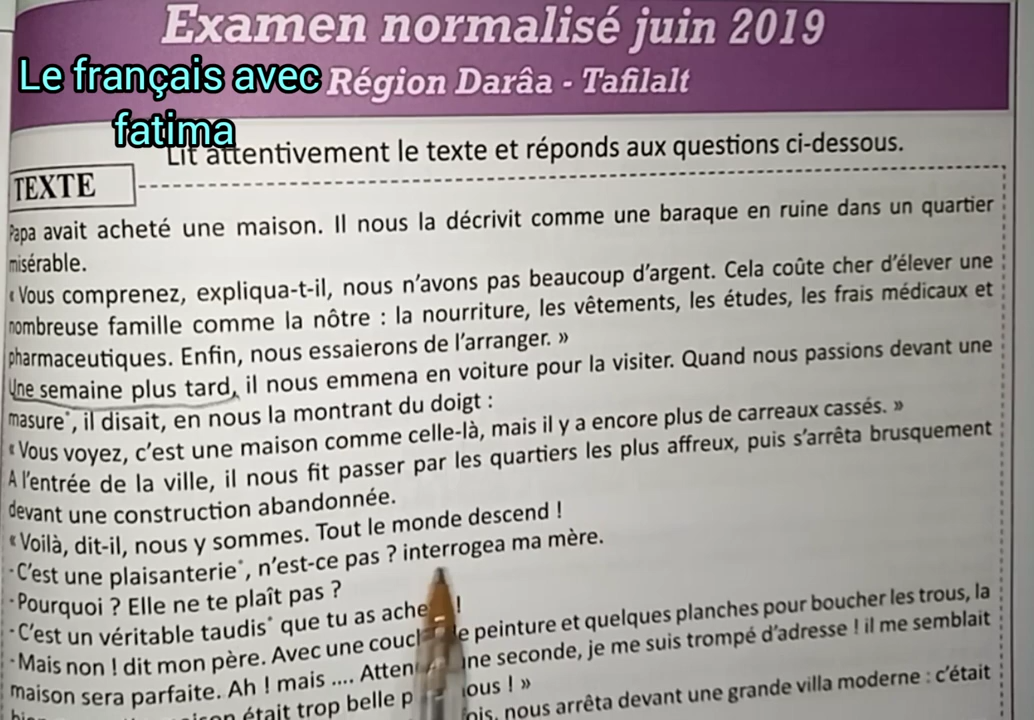 Examen normalisé juin 2019
Le français avec
fatima
Région Darâa - Tafilalt
Lit attentivement le texte et réponds aux questions ci-dessous.
TEXTE
Papa avait acheté une maison. Il nous la décrivit comme une baraque en ruine dans un quartier
misérable.
« Vous comprenez, expliqua-t-il, nous n'avons pas beaucoup d'argent. Cela coûte cher d'élever une
nombreuse famille comme la nôtre : la nourriture, les vêtements, les études, les frais médicaux et
pharmaceutiques. Enfin, nous essaierons de l'arranger. »
Une semaine plus tard, il nous emmena en voiture pour la visiter. Quand nous passions devant une
masure*, il disait, en nous la montrant du doigt :
« Vous voyez, c'est une maison comme celle-là, mais il y a encore plus de carreaux cassés. »
A l'entrée de la ville, il nous fit passer par les quartiers les plus affreux, puis s'arrêta brusquement
devant une construction abandonnée.
« Voilà, dit-il, nous y sommes. Tout le monde descend !
-C'est une plaisanterie*, n'est-ce pas ? interrogea ma mère.
-Pourquoi ? Elle ne te plaît pas ?
-C'est un véritable taudis* que tu as !
-Mais non ! dit mon père. Avec une peinture et quelques planches pour boucher les trous, la
maison sera parfaite. Ah ! mais .... seconde, je me suis trompé d'adresse ! il me semblait
était trop belle ! »
nous arrêta devant une grande villa moderne : c'était